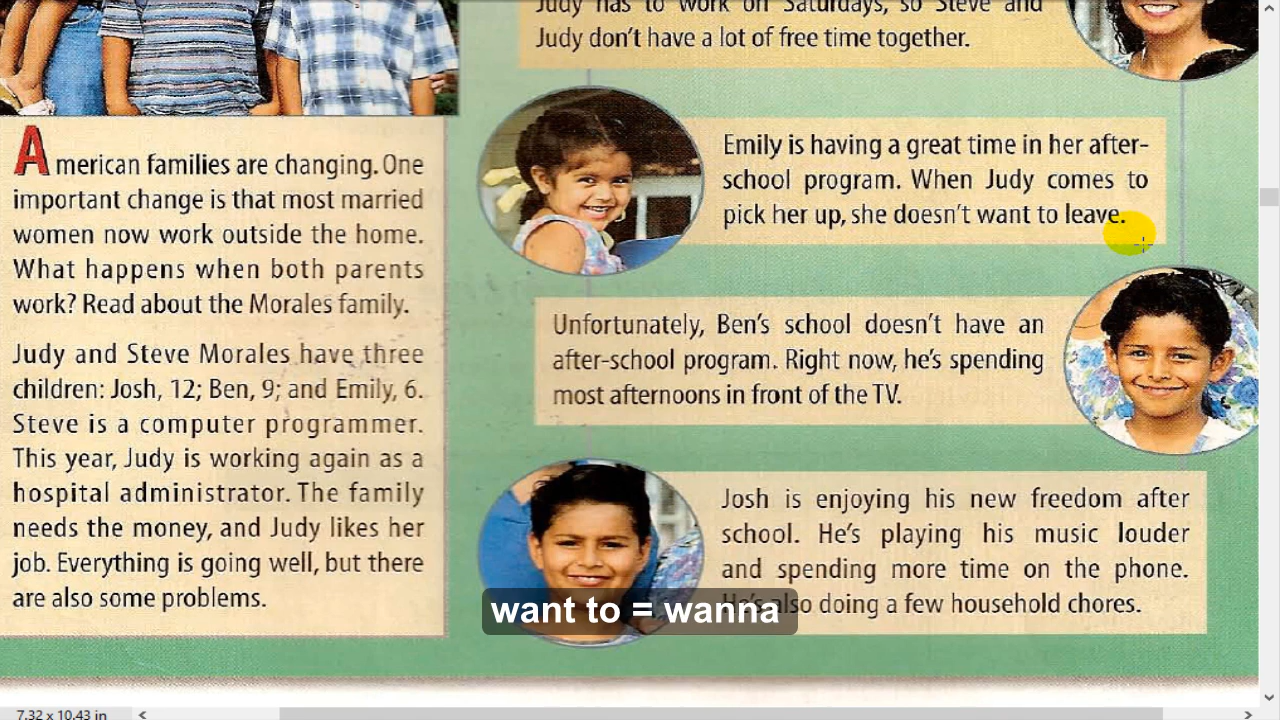 American families are changing. One
important change is that most married
women now work outside the home.
What happens when both parents
work? Read about the Morales family.
Judy and Steve Morales have three
children: Josh, 12; Ben, 9; and Emily, 6.
Steve is a computer programmer.
This year, Judy is working again as a
hospital administrator. The family
needs the money, and Judy likes her
job. Everything is going well, but there
are also some problems.
Judy has to work on Saturdays, so Steve and
Judy don't have a lot of free time together.
Emily is having a great time in her after-
school program. When Judy comes to
pick her up, she doesn't want to leave.
Unfortunately, Ben's school doesn't have an
after-school program. Right now, he's spending
most afternoons in front of the TV.
Josh is enjoying his new freedom after
school. He's playing his music louder
and spending more time on the phone.
He's also doing a few household chores.
want to = wanna
7.32 x 10.43 in